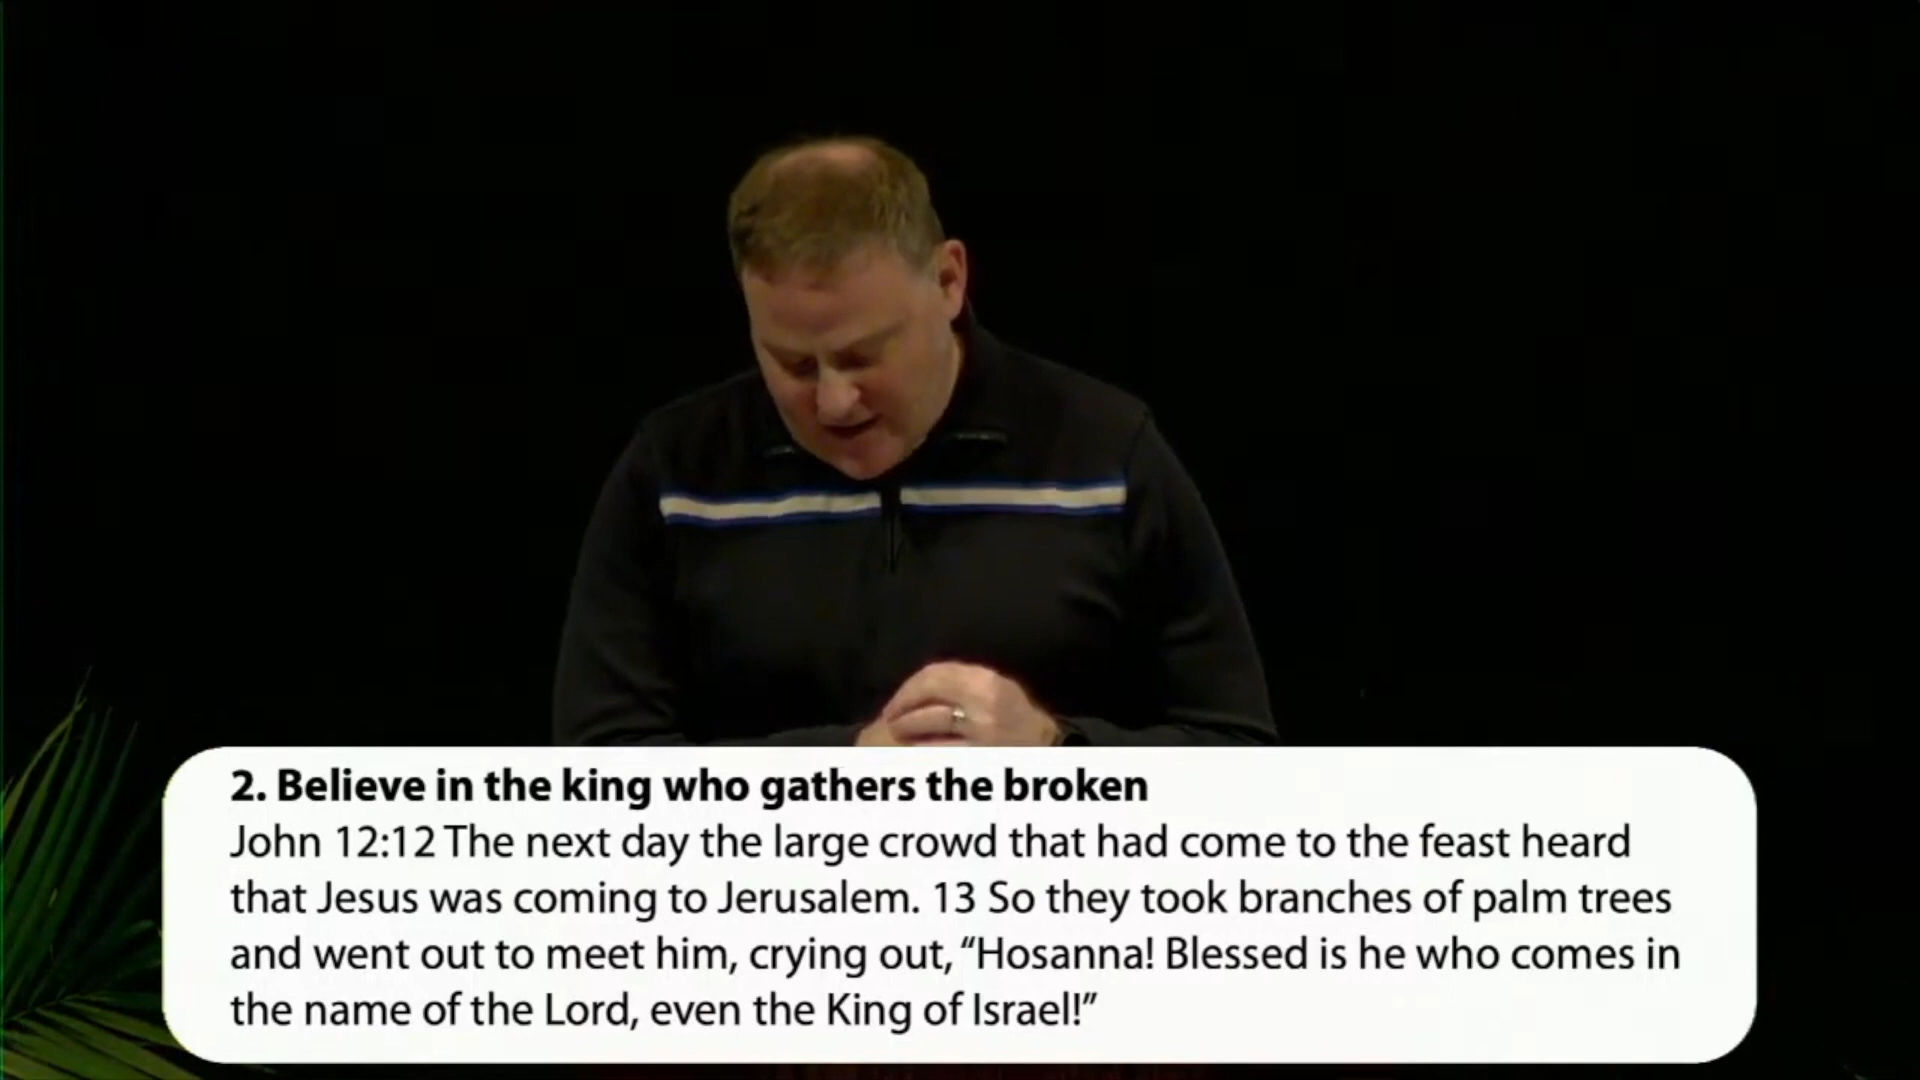 2. Believe in the king who gathers the broken
John 12:12 The next day the large crowd that had come to the feast heard
that Jesus was coming to Jerusalem. 13 So they took branches of palm trees
and went out to meet him, crying out, “Hosanna! Blessed is he who comes in
the name of the Lord, even the King of Israel!”